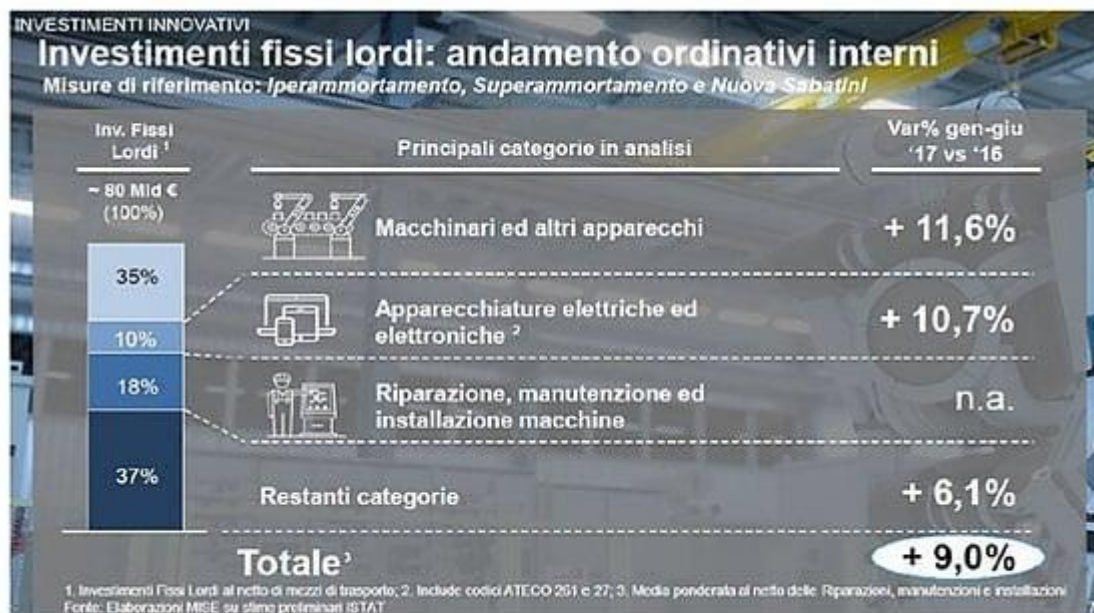 INVESTIMENTI INNOVATIVI
Investimenti fissi lordi: andamento ordinativi interni
Misure di riferimento: Iperammortamento, Superammortamento e Nuova Sabatini
Inv. Fissi
Lordi ¹
Principali categorie in analisi
Var% gen-giu
'17 vs '16
~ 80 Mld €
(100%)
35%
Macchinari ed altri apparecchi
+ 11,6%
10%
Apparecchiature elettriche ed
elettroniche ²
+ 10,7%
18%
Riparazione, manutenzione ed
installazione macchine
n.a.
37%
Restanti categorie
+ 6,1%
Totale³
+ 9,0%
1. Investimenti Fissi Lordi al netto di mezzi di trasporto; 2. Include codici ATECO 261 e 27; 3. Media ponderata al netto delle Riparazioni, manutenzioni e installazioni
Fonte: Elaborazioni MISE su stime preliminari ISTAT
7